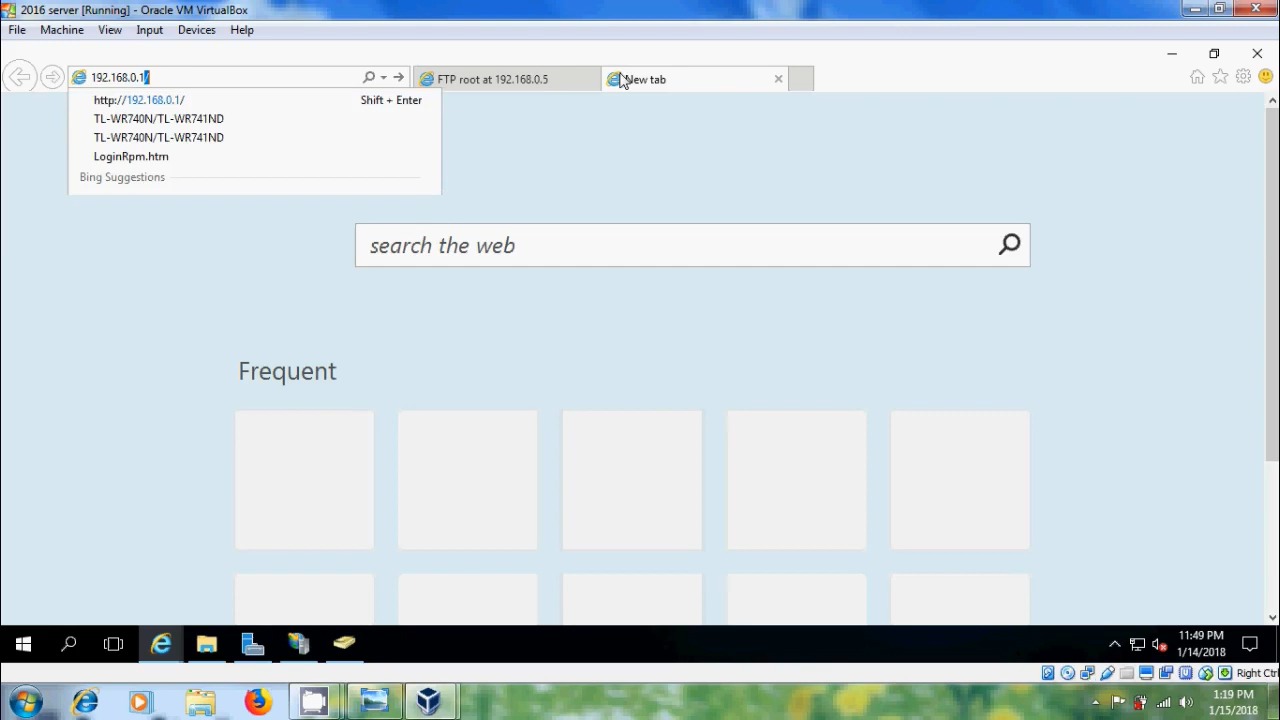 2016 server [Running] - Oracle VM VirtualBox
File Machine View Input Devices Help
192.168.0.1/
FTP root at 192.168.0.5
New tab
http://192.168.0.1/ Shift + Enter
TL-WR740N/TL-WR741ND
TL-WR740N/TL-WR741ND
LoginRpm.htm
Bing Suggestions
search the web
Frequent
11:49 PM
1/14/2018
Right Ctrl
1:19 PM
1/15/2018